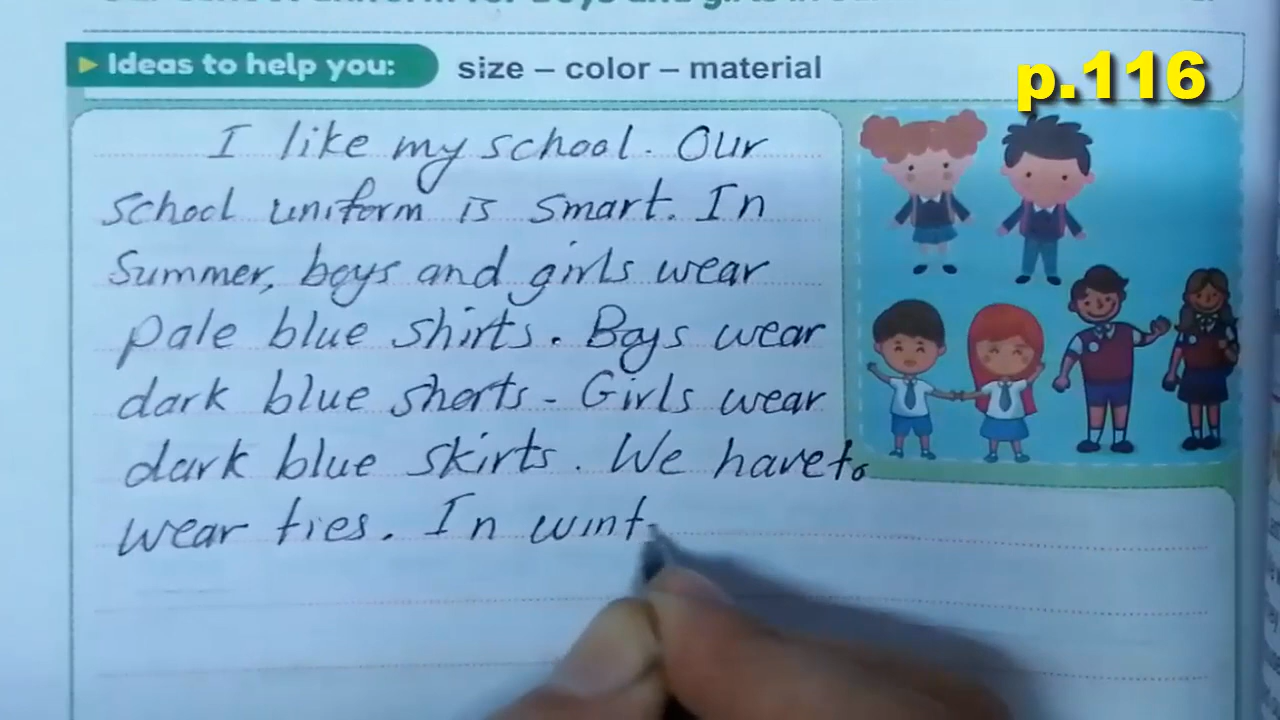 Ideas to help you: size – color – material
p.116
I like my school. Our
school uniform is smart. In
Summer, boys and girls wear
pale blue shirts. Boys wear
dark blue shorts - Girls wear
dark blue skirts. We have to
wear ties. In wint